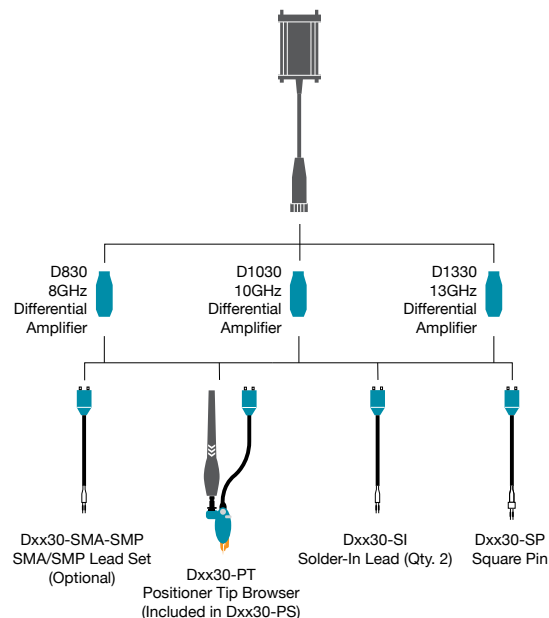 D830
8GHz
Differential
Amplifier
D1030
10GHz
Differential
Amplifier
D1330
13GHz
Differential
Amplifier
Dxx30-SMA-SMP
SMA/SMP Lead Set
(Optional)
Dxx30-PT
Positioner Tip Browser
(Included in Dxx30-PS)
Dxx30-SI
Solder-In Lead (Qty. 2)
Dxx30-SP
Square Pin